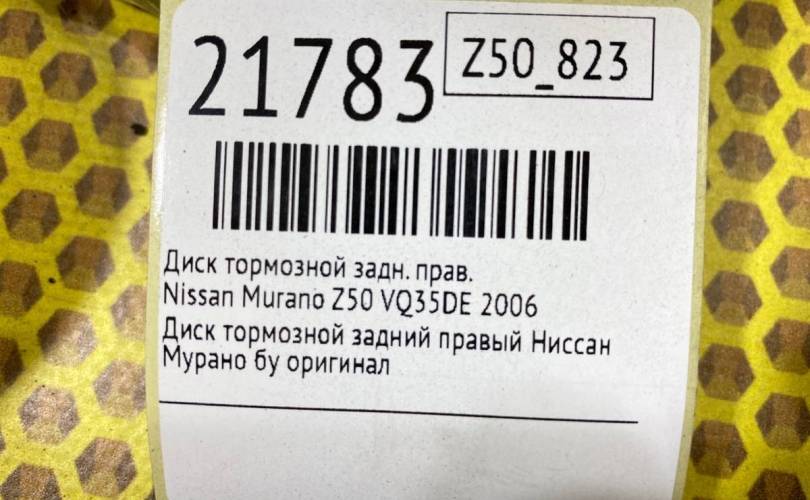 21783
Z50_823
Диск тормозной задн. прав.
Nissan Murano Z50 VQ35DE 2006
Диск тормозной задний правый Ниссан
Мурано бу оригинал